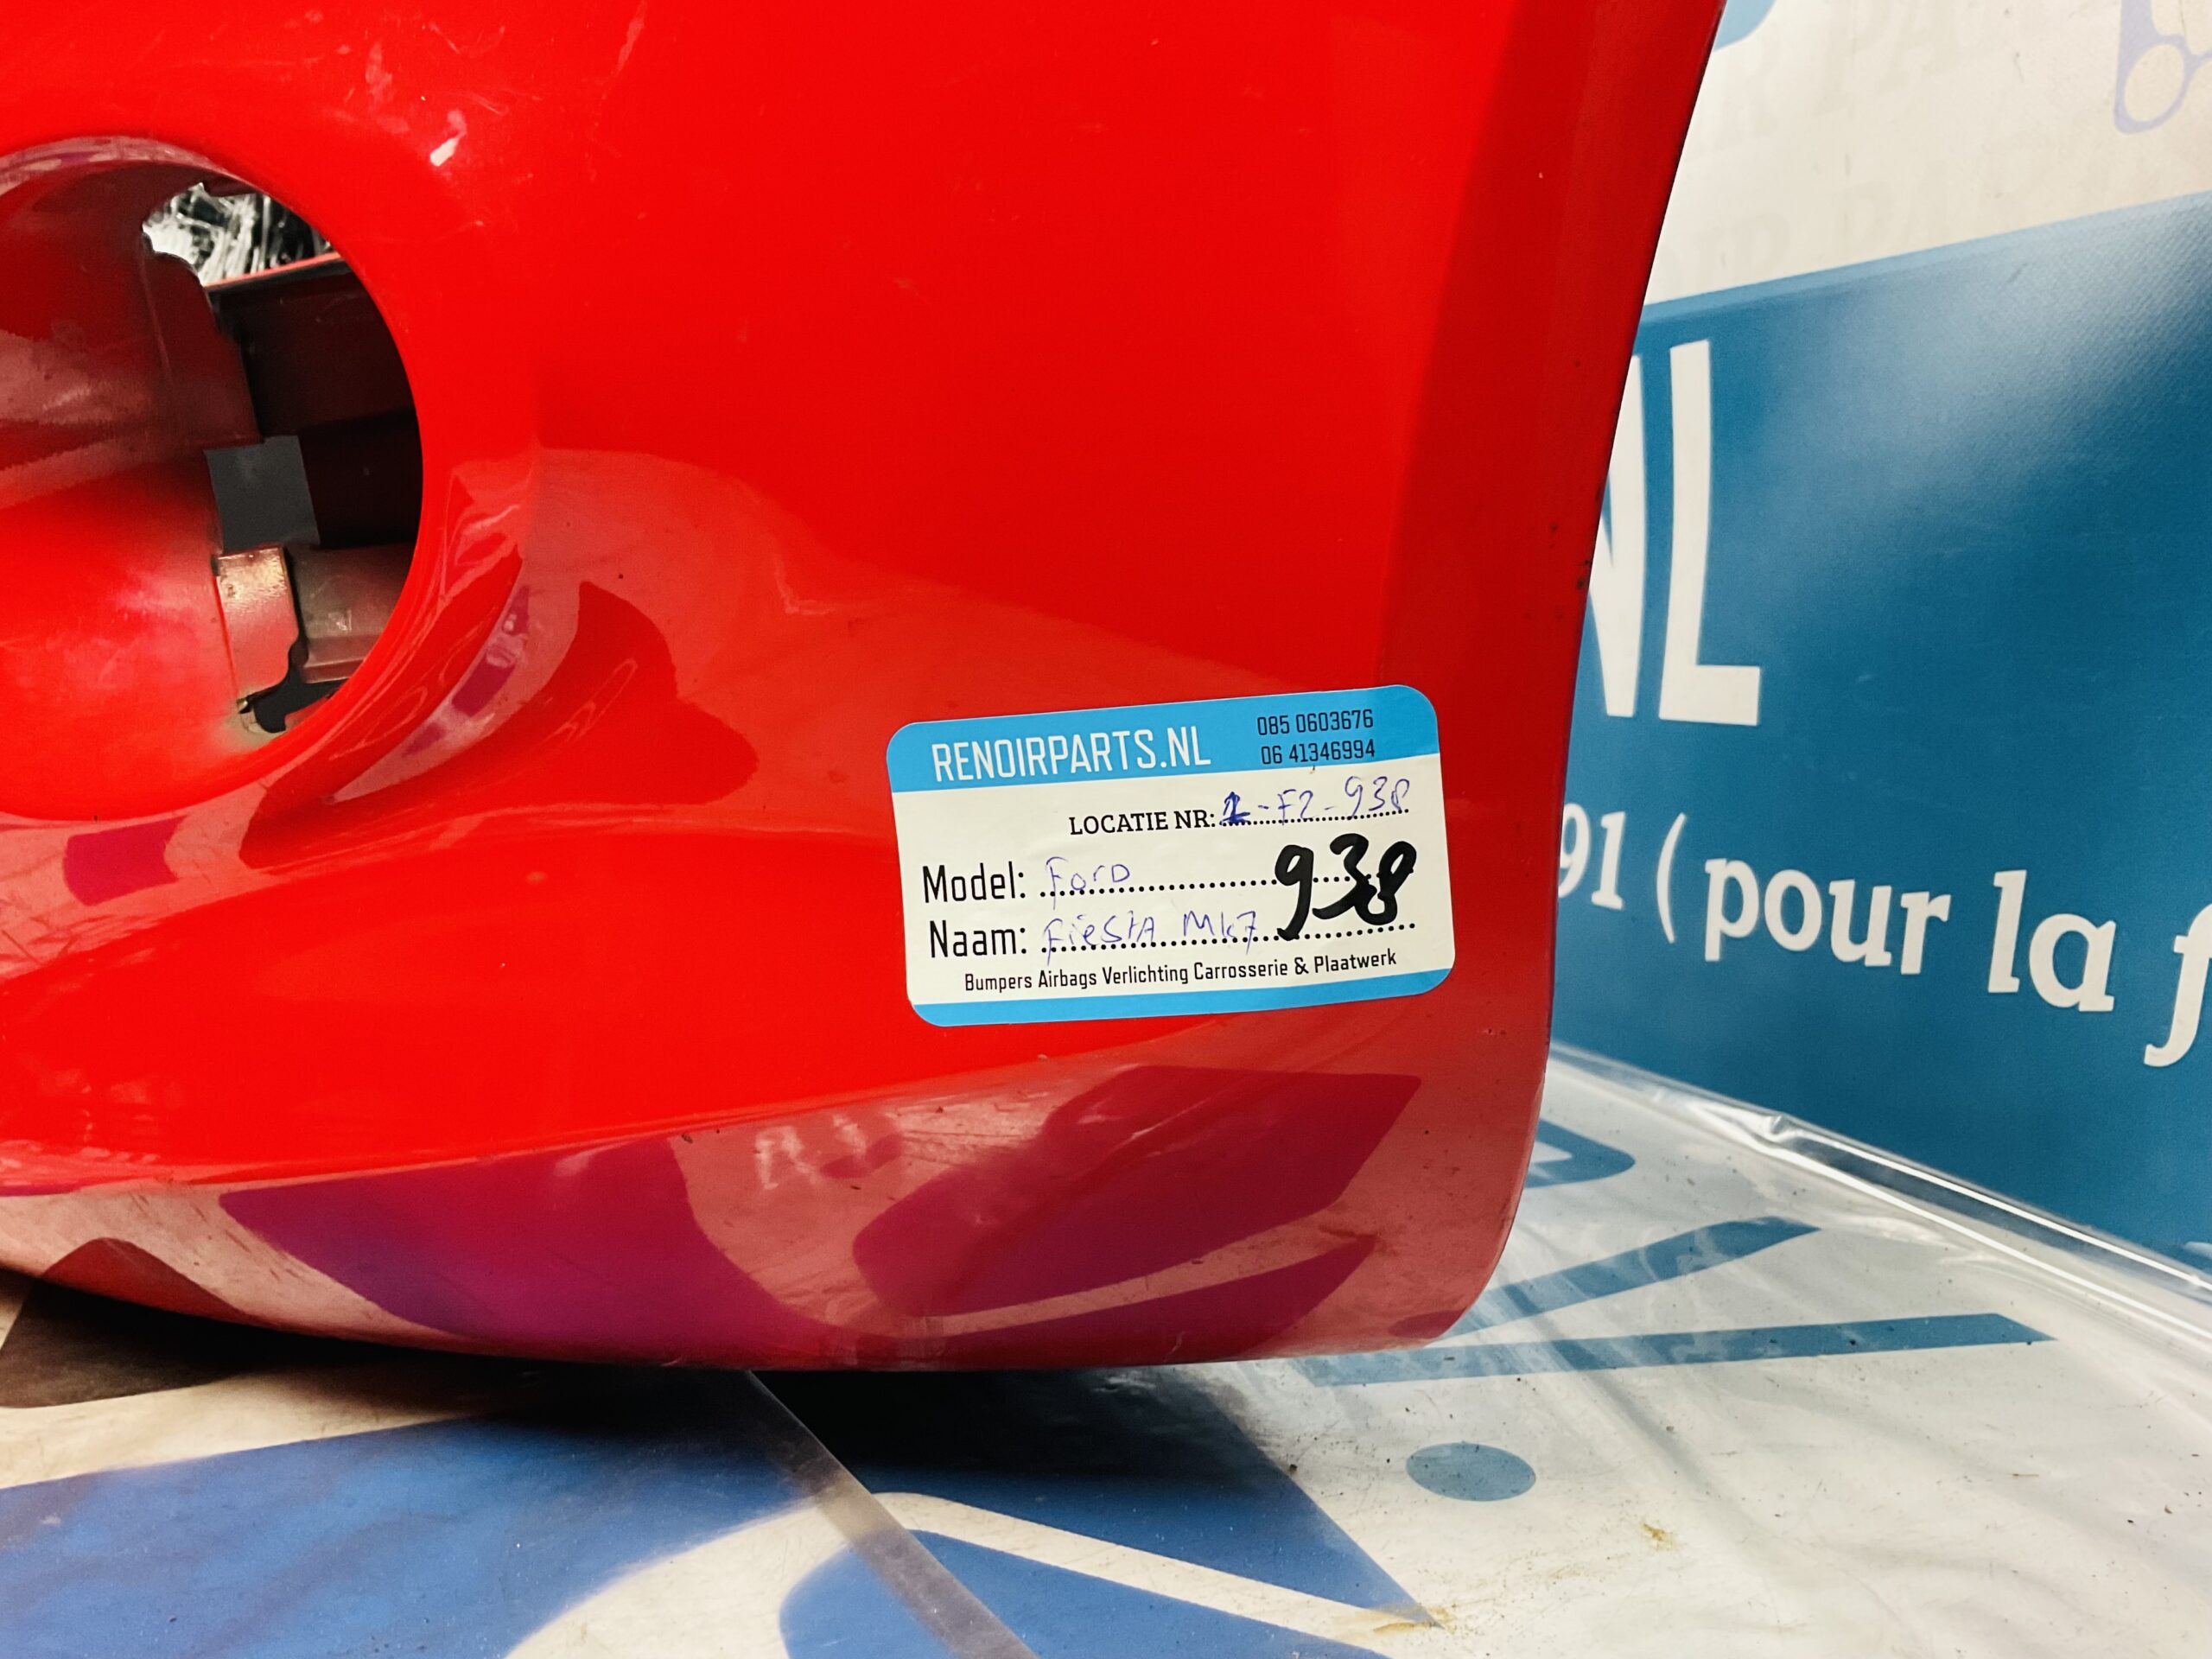 RENOIRPARTS.NL
085 0603676
06 41346994
LOCATIE NR: 1-F2-938
Model: Ford
938
Naam: Fiesta Mk7
Bumpers Airbags Verlichting Carrosserie & Plaatwerk
NL
91 ( pour la f